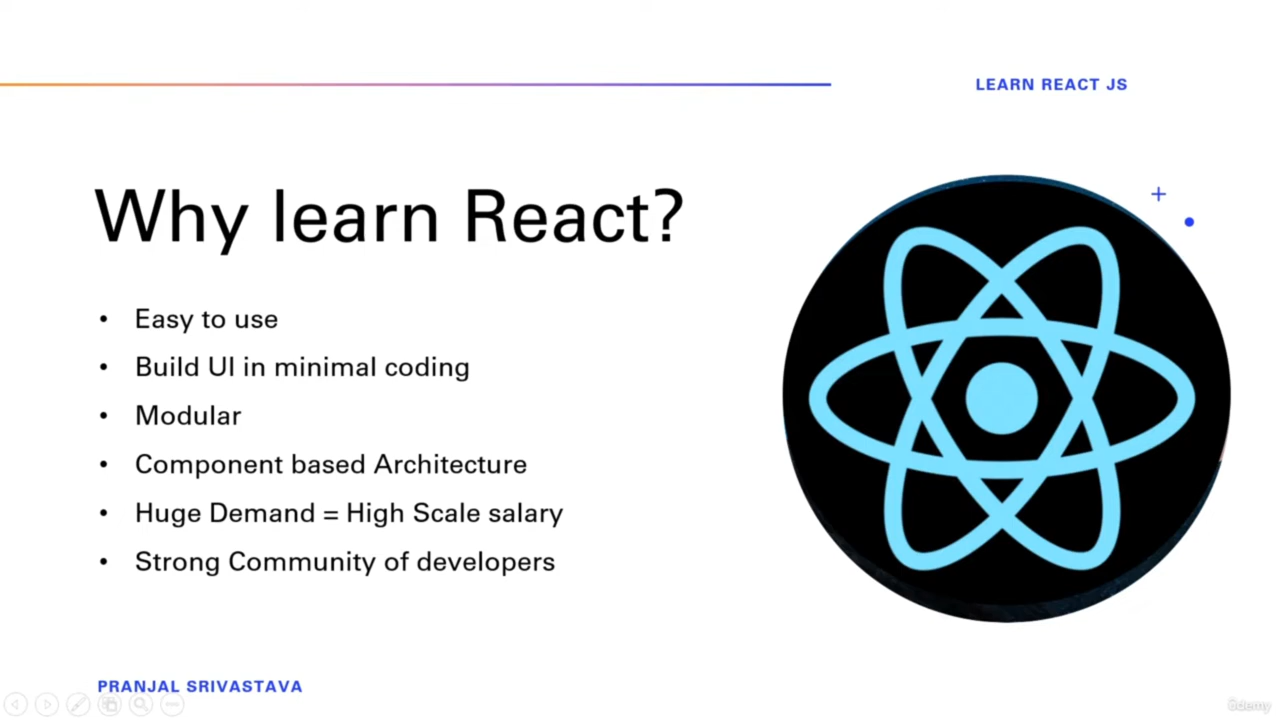 LEARN REACT JS
Why learn React?
• Easy to use
• Build UI in minimal coding
• Modular
• Component based Architecture
• Huge Demand = High Scale salary
• Strong Community of developers
PRANJAL SRIVASTAVA
ûdemy